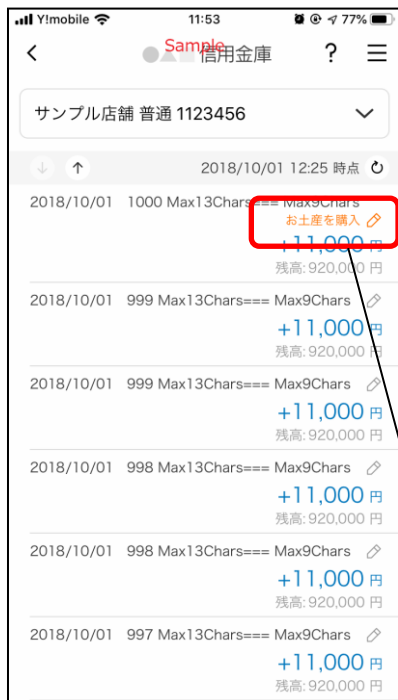 Y!mobile 11:53 77%
Sample
信用金庫 ?
サンプル店舗 普通 1123456
2018/10/01 12:25 時点
2018/10/01 1000 Max13Chars=== Max9Chars
お土産を購入
+11,000 円
残高: 920,000 円
2018/10/01 999 Max13Chars=== Max9Chars
+11,000 円
残高: 920,000 円
2018/10/01 999 Max13Chars=== Max9Chars
+11,000 円
残高: 920,000 円
2018/10/01 998 Max13Chars=== Max9Chars
+11,000 円
残高: 920,000 円
2018/10/01 998 Max13Chars=== Max9Chars
+11,000 円
残高: 920,000 円
2018/10/01 997 Max13Chars=== Max9Chars
+11,000 円
残高: 920,000 円